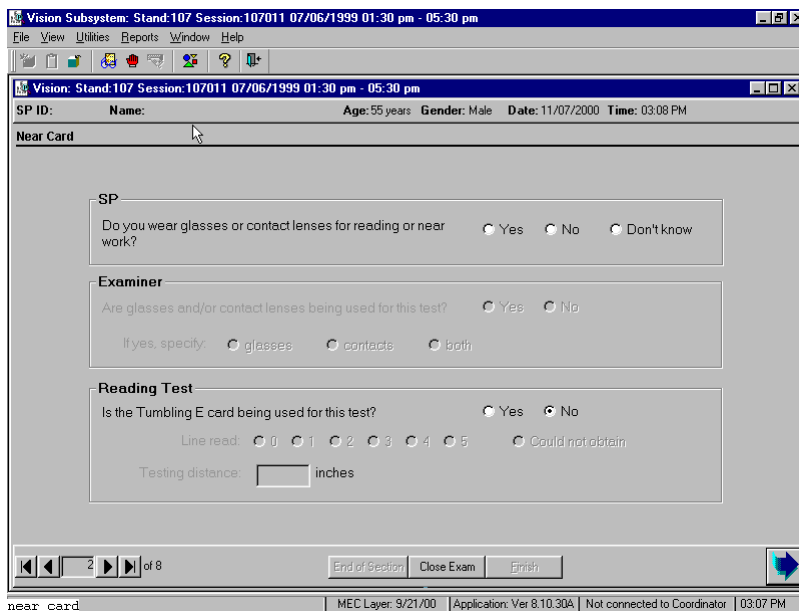 Vision Subsystem: Stand:107 Session:107011 07/06/1999 01:30 pm - 05:30 pm
File View Utilities Reports Window Help
Vision: Stand:107 Session:107011 07/06/1999 01:30 pm - 05:30 pm
SP ID: Name: Age: 55 years Gender: Male Date: 11/07/2000 Time: 03:08 PM
Near Card
SP
Do you wear glasses or contact lenses for reading or near
work?
Yes No Don't know
Examiner
Are glasses and/or contact lenses being used for this test? Yes No
If yes, specify: glasses contacts both
Reading Test
Is the Tumbling E card being used for this test? Yes No
Line read: 0 1 2 3 4 5 Could not obtain
Testing distance: inches
2 of 8 End of Section Close Exam Finish
near card MEC Layer: 9/21/00 Application: Ver 8.10.30A Not connected to Coordinator 03:07 PM